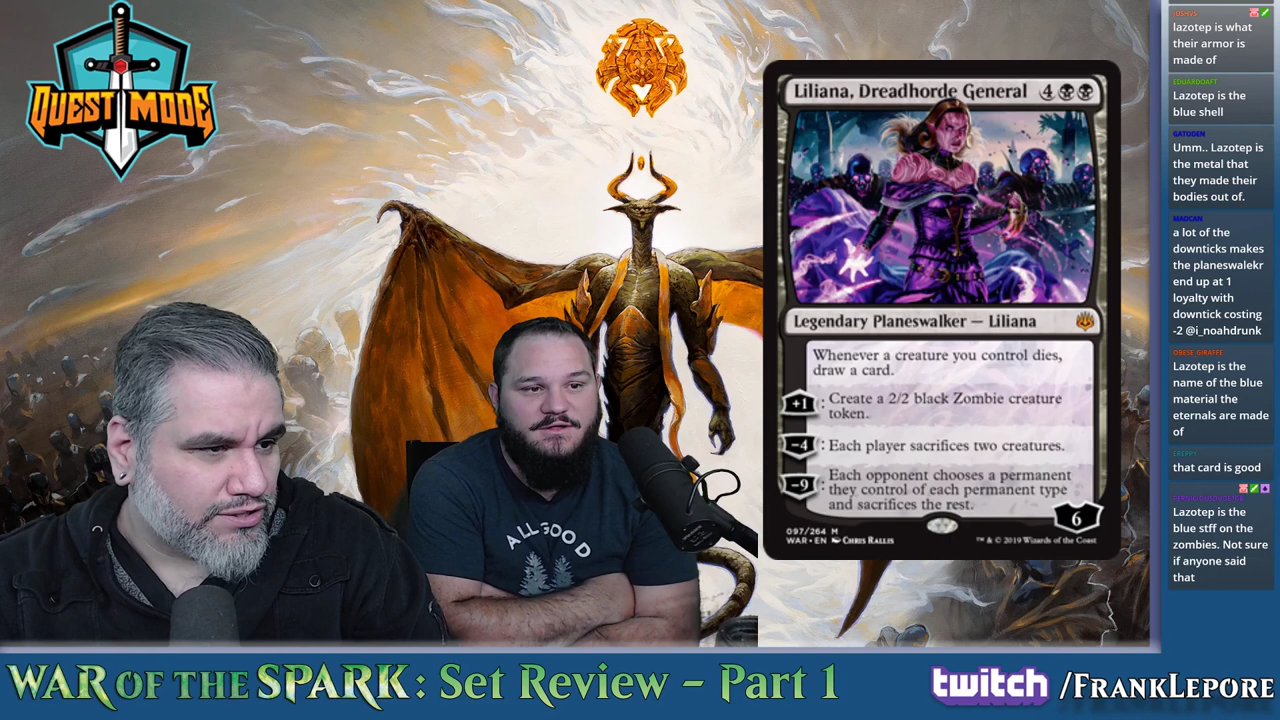 QUEST MODE
Liliana, Dreadhorde General 4
Legendary Planeswalker — Liliana
Whenever a creature you control dies,
draw a card.
+1 : Create a 2/2 black Zombie creature
token.
-4 : Each player sacrifices two creatures.
-9 : Each opponent chooses a permanent
they control of each permanent type
and sacrifices the rest.
6
097/264 M
WAR • EN CHRIS RALLIS
™ & © 2019 Wizards of the Coast
ALL GOOD
lazotep is what
their armor is
made of
EDUARDOAFT
Lazotep is the
blue shell
GATODEN
Umm.. Lazotep is
the metal that
they made their
bodies out of.
MADCAN
a lot of the
downticks makes
the planeswalekr
end up at 1
loyalty with
downtick costing
-2 @i_noahdrunk
OBESE GIRAFFE
Lazotep is the
name of the blue
material the
eternals are made
of
that card is good
Lazotep is the
blue stff on the
zombies. Not sure
if anyone said
that
WAR OF THE SPARK: Set Review - Part 1
twitch /FRANKLEPORE